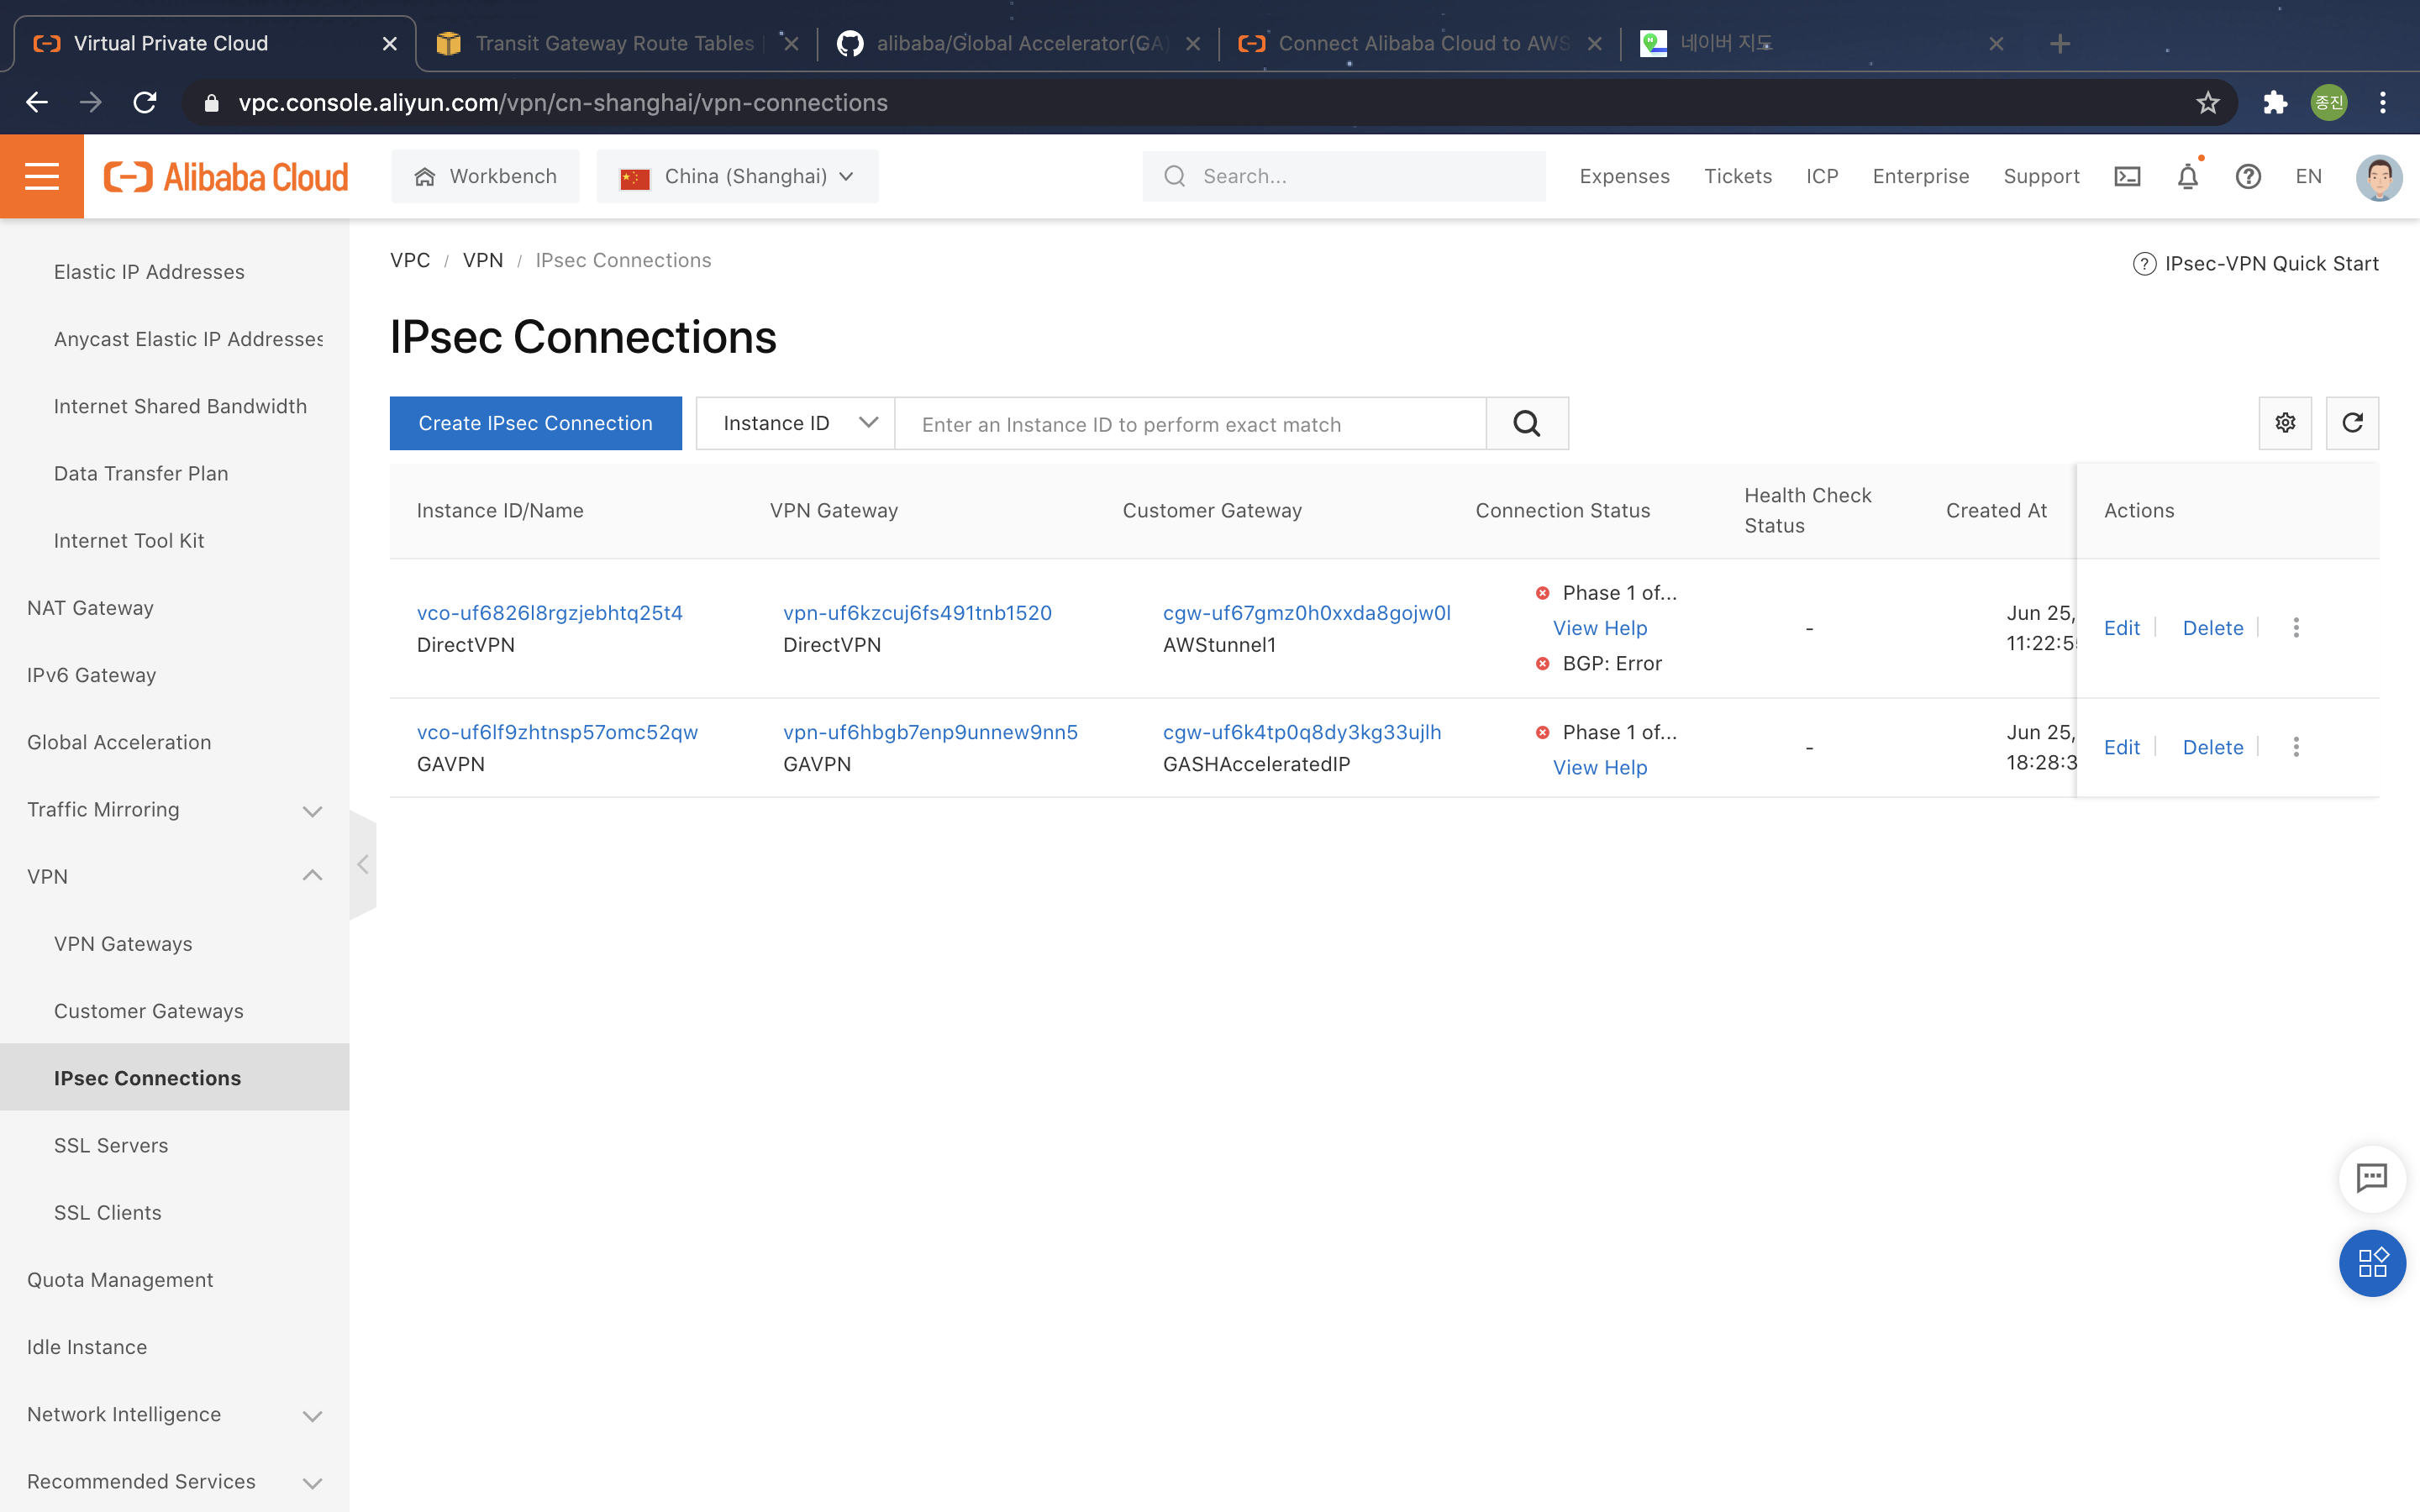 Virtual Private Cloud
Transit Gateway Route Tables |
alibaba/Global Accelerator(GA)
Connect Alibaba Cloud to AWS
네이버 지도
vpc.console.aliyun.com/vpn/cn-shanghai/vpn-connections
종진
Alibaba Cloud
Workbench
China (Shanghai)
Search...
Expenses
Tickets
ICP
Enterprise
Support
EN
Elastic IP Addresses
Anycast Elastic IP Addresses
Internet Shared Bandwidth
Data Transfer Plan
Internet Tool Kit
NAT Gateway
IPv6 Gateway
Global Acceleration
Traffic Mirroring
VPN
VPN Gateways
Customer Gateways
IPsec Connections
SSL Servers
SSL Clients
Quota Management
Idle Instance
Network Intelligence
Recommended Services
VPC / VPN / IPsec Connections
IPsec-VPN Quick Start
IPsec Connections
Create IPsec Connection
Instance ID
Enter an Instance ID to perform exact match
Instance ID/Name
VPN Gateway
Customer Gateway
Connection Status
Health Check
Status
Created At
Actions
vco-uf6826l8rgzjebhtq25t4
DirectVPN
vpn-uf6kzcuj6fs491tnb1520
DirectVPN
cgw-uf67gmz0h0xxda8gojw0l
AWStunnel1
Phase 1 of...
View Help
BGP: Error
-
Jun 25,
11:22:55
Edit
Delete
vco-uf6lf9zhtnsp57omc52qw
GAVPN
vpn-uf6hbgb7enp9unnew9nn5
GAVPN
cgw-uf6k4tp0q8dy3kg33ujlh
GASHAcceleratedIP
Phase 1 of...
View Help
-
Jun 25,
18:28:3
Edit
Delete